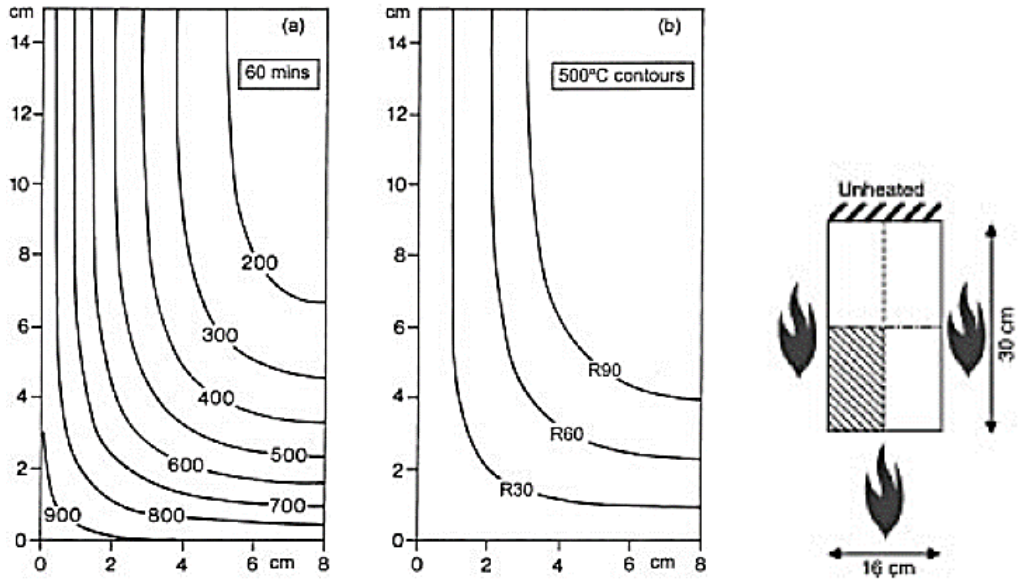 cm
(a)
14
60 mins
12
10
8
200
6
300
4
400
500
2
600
700
900
800
0
0 2 4 6 cm 8
cm
(b)
14
500°C contours
12
10
8
6
R90
4
R60
2
R30
0
0 2 4 6 cm 8
Unheated
30 cm
16 cm